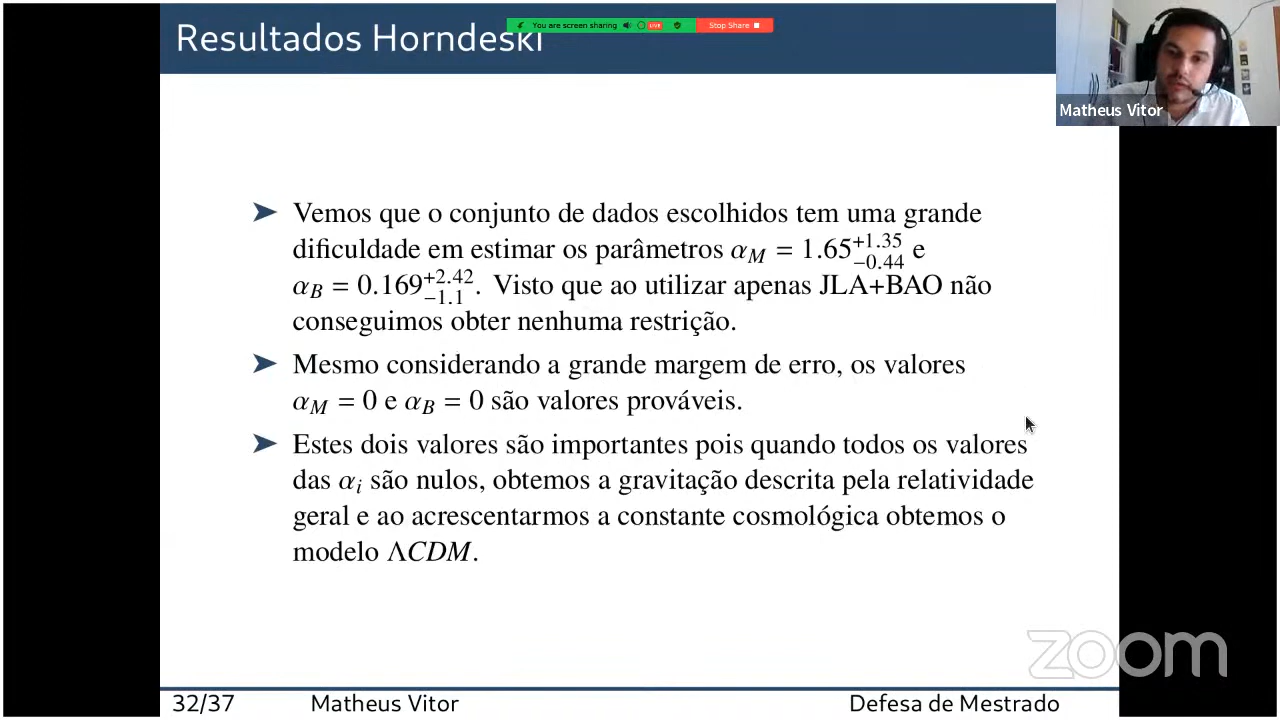 Resultados Horndeski
You are screen sharing
LIVE
Stop Share
Matheus Vitor
➤ Vemos que o conjunto de dados escolhidos tem uma grande
dificuldade em estimar os parâmetros α_M = 1.65^{+1.35}_{−0.44} e
α_B = 0.169^{+2.42}_{−1.1}. Visto que ao utilizar apenas JLA+BAO não
conseguimos obter nenhuma restrição.
➤ Mesmo considerando a grande margem de erro, os valores
α_M = 0 e α_B = 0 são valores prováveis.
➤ Estes dois valores são importantes pois quando todos os valores
das α_i são nulos, obtemos a gravitação descrita pela relatividade
geral e ao acrescentarmos a constante cosmológica obtemos o
modelo ΛCDM.
zoom
32/37 Matheus Vitor Defesa de Mestrado